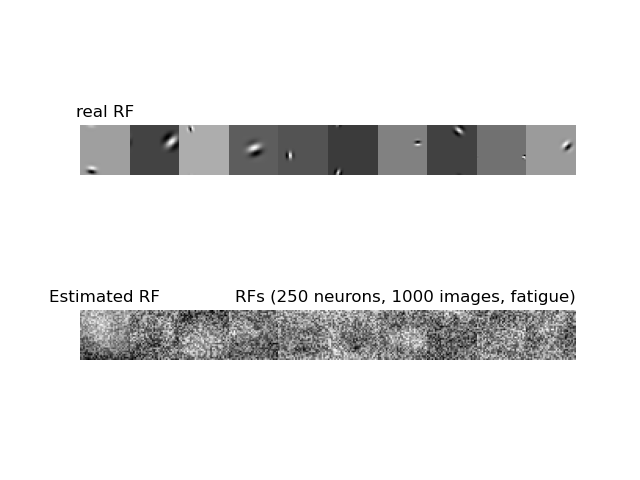 real RF
Estimated RF
RFs (250 neurons, 1000 images, fatigue)